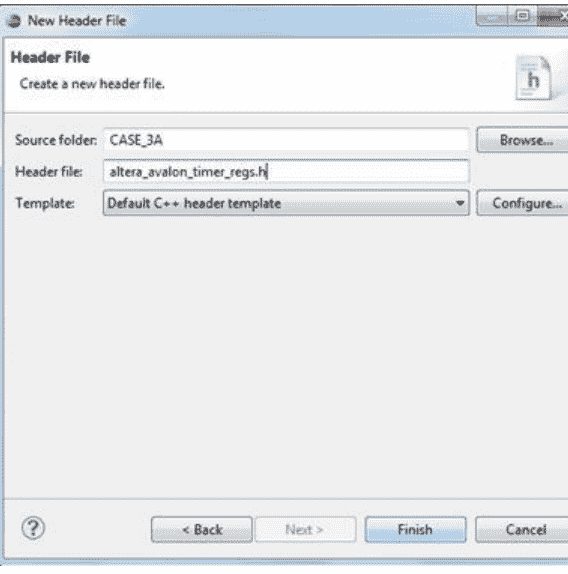 New Header File
Header File
Create a new header file.
h
Source folder: CASE_3A Browse...
Header file: altera_avalon_timer_regs.h
Template: Default C++ header template Configure...
? < Back Next > Finish Cancel